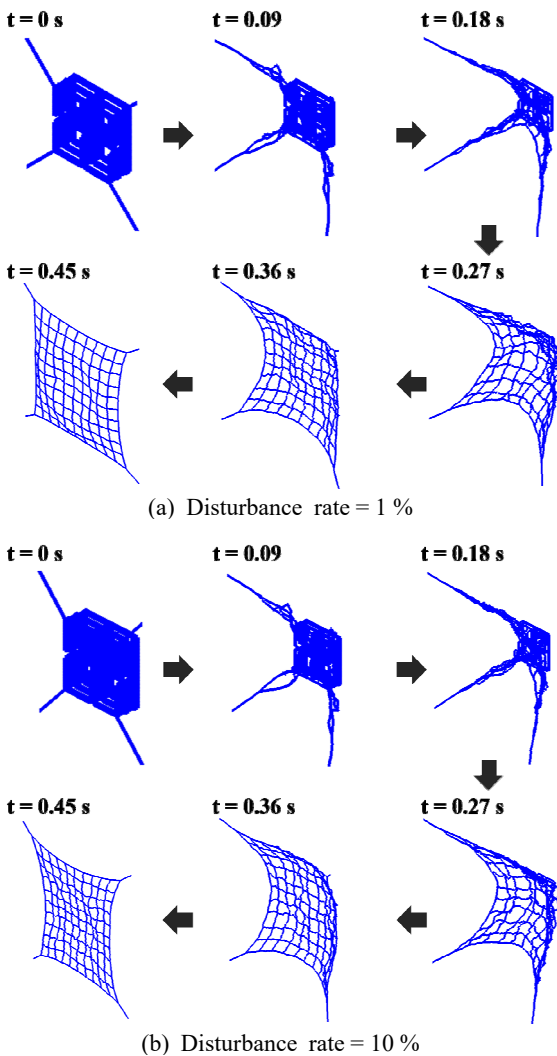 t = 0 s
t = 0.09
t = 0.18 s
t = 0.45 s
t = 0.36 s
t = 0.27 s
(a) Disturbance rate = 1 %
t = 0 s
t = 0.09
t = 0.18 s
t = 0.45 s
t = 0.36 s
t = 0.27 s
(b) Disturbance rate = 10 %